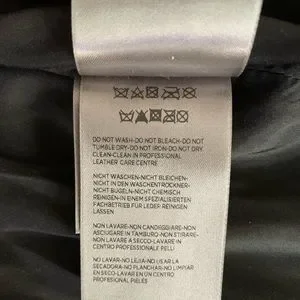 DO NOT WASH-DO NOT BLEACH-DO NOT
TUMBLE DRY-DO NOT IRON-DO NOT DRY
CLEAN-CLEAN IN PROFESSIONAL
LEATHER CARE CENTRE
NICHT WASCHEN-NICHT BLEICHEN-
NICHT IN DEN WASCHENTROCKNER-
NICHT BÜGELN-NICHT CHEMISCH
REINIGEN-IN EINEM SPEZIALISIERTEN
FACHBETRIEB FÜR LEDER REINIGEN
LASSEN
NON LAVARE-NON CANDEGGIARE-NON
ASCIUGARE IN TAMBURO-NON STIRARE-
NON LAVARE A SECCO-LAVARE IN
CENTRO PROFESSIONALE PELLI
NO LAVAR-NO LEJIA-NO USAR LA
SECADORA-NO PLANCHAR-NO LIMPIAR
EN SECO-LAVAR EN UN CENTRO
PROFESIONAL PIELES